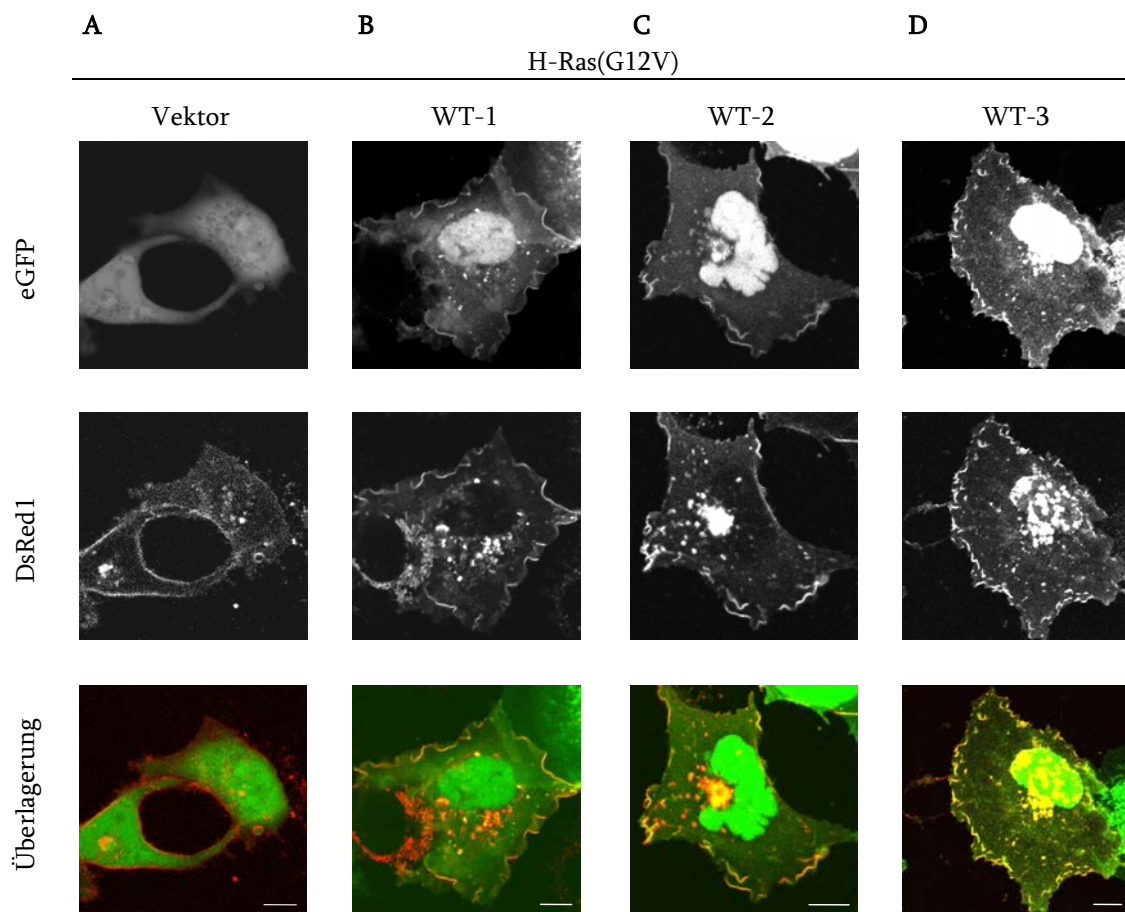 A B C D
H-Ras(G12V)
Vektor WT-1 WT-2 WT-3
eGFP
DsRed1
Überlagerung